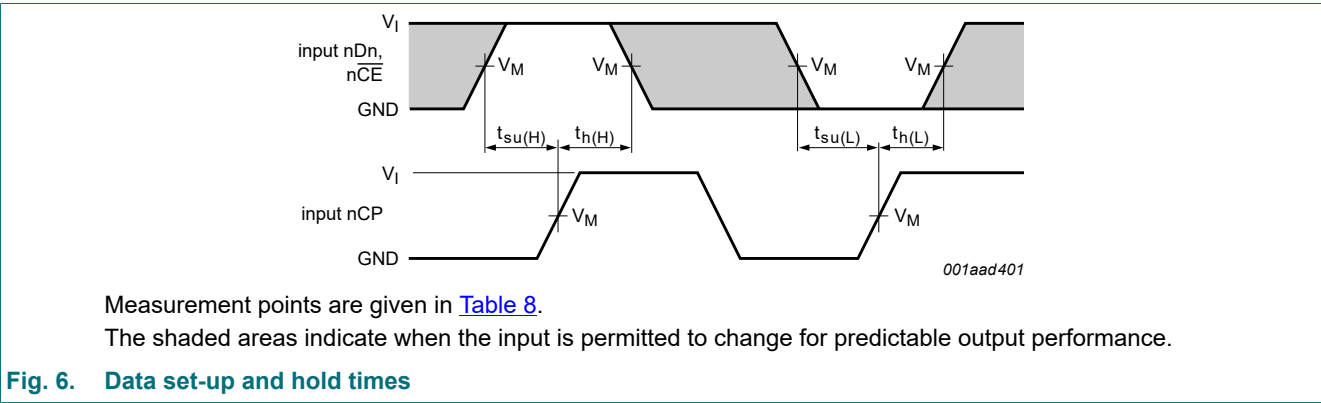 V_I
input nDn,
nC̅E̅
V_M V_M V_M V_M
GND
t_su(H) t_h(H) t_su(L) t_h(L)
V_I
input nCP
V_M V_M
GND
001aad401
Measurement points are given in Table 8.
The shaded areas indicate when the input is permitted to change for predictable output performance.
Fig. 6. Data set-up and hold times